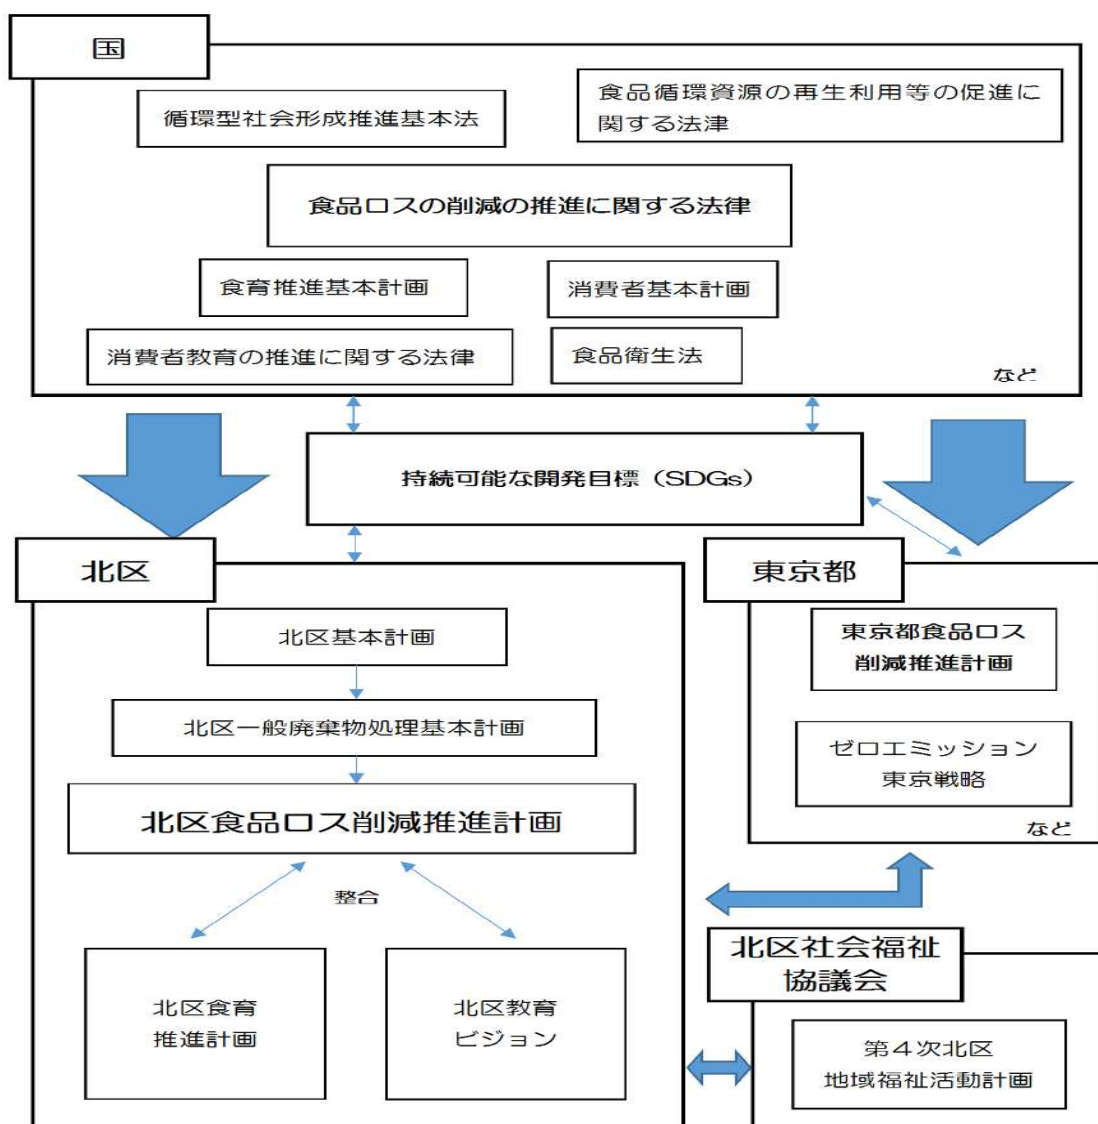 国
循環型社会形成推進基本法
食品循環資源の再生利用等の促進に
関する法律
食品ロスの削減の推進に関する法律
食育推進基本計画
消費者基本計画
消費者教育の推進に関する法律
食品衛生法
など
持続可能な開発目標（SDGs）
北区
北区基本計画
北区一般廃棄物処理基本計画
北区食品ロス削減推進計画
整合
北区食育
推進計画
北区教育
ビジョン
東京都
東京都食品ロス
削減推進計画
ゼロエミッション
東京戦略
など
北区社会福祉
協議会
第４次北区
地域福祉活動計画